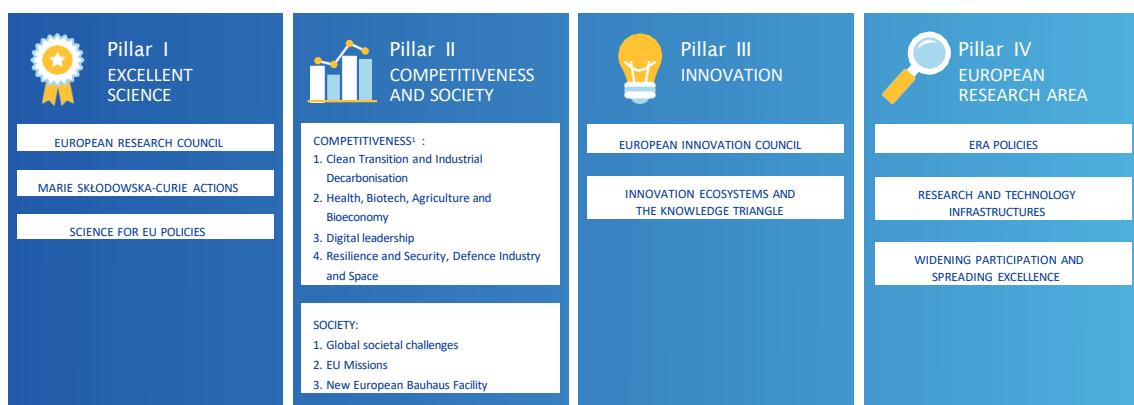 Pillar I
EXCELLENT
SCIENCE
EUROPEAN RESEARCH COUNCIL
MARIE SKŁODOWSKA-CURIE ACTIONS
SCIENCE FOR EU POLICIES
Pillar II
COMPETITIVENESS
AND SOCIETY
COMPETITIVENESS¹ :
1. Clean Transition and Industrial
Decarbonisation
2. Health, Biotech, Agriculture and
Bioeconomy
3. Digital leadership
4. Resilience and Security, Defence Industry
and Space
SOCIETY:
1. Global societal challenges
2. EU Missions
3. New European Bauhaus Facility
Pillar III
INNOVATION
EUROPEAN INNOVATION COUNCIL
INNOVATION ECOSYSTEMS AND
THE KNOWLEDGE TRIANGLE
Pillar IV
EUROPEAN
RESEARCH AREA
ERA POLICIES
RESEARCH AND TECHNOLOGY
INFRASTRUCTURES
WIDENING PARTICIPATION AND
SPREADING EXCELLENCE